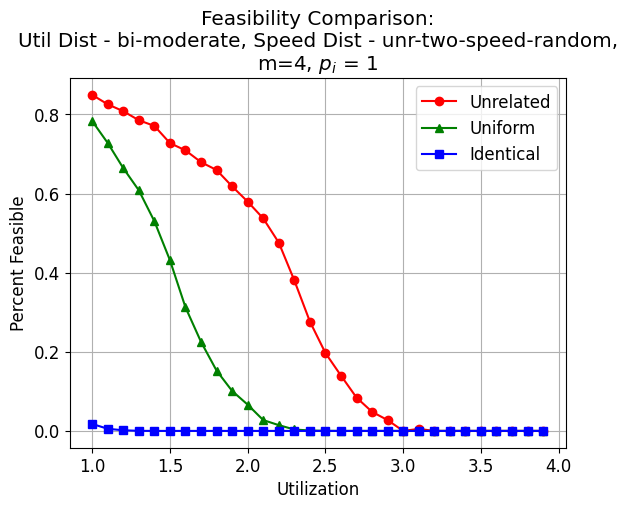 Feasibility Comparison:
Util Dist - bi-moderate, Speed Dist - unr-two-speed-random,
m=4, pᵢ = 1
Unrelated
Uniform
Identical
Percent Feasible
0.8
0.6
0.4
0.2
0.0
1.0 1.5 2.0 2.5 3.0 3.5 4.0
Utilization